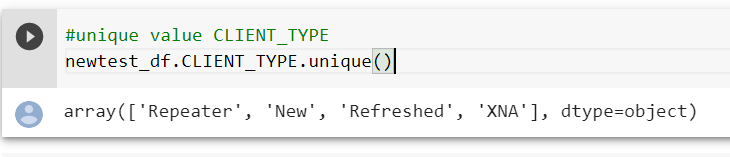 #unique value CLIENT_TYPE
newtest_df.CLIENT_TYPE.unique()
array(['Repeater', 'New', 'Refreshed', 'XNA'], dtype=object)